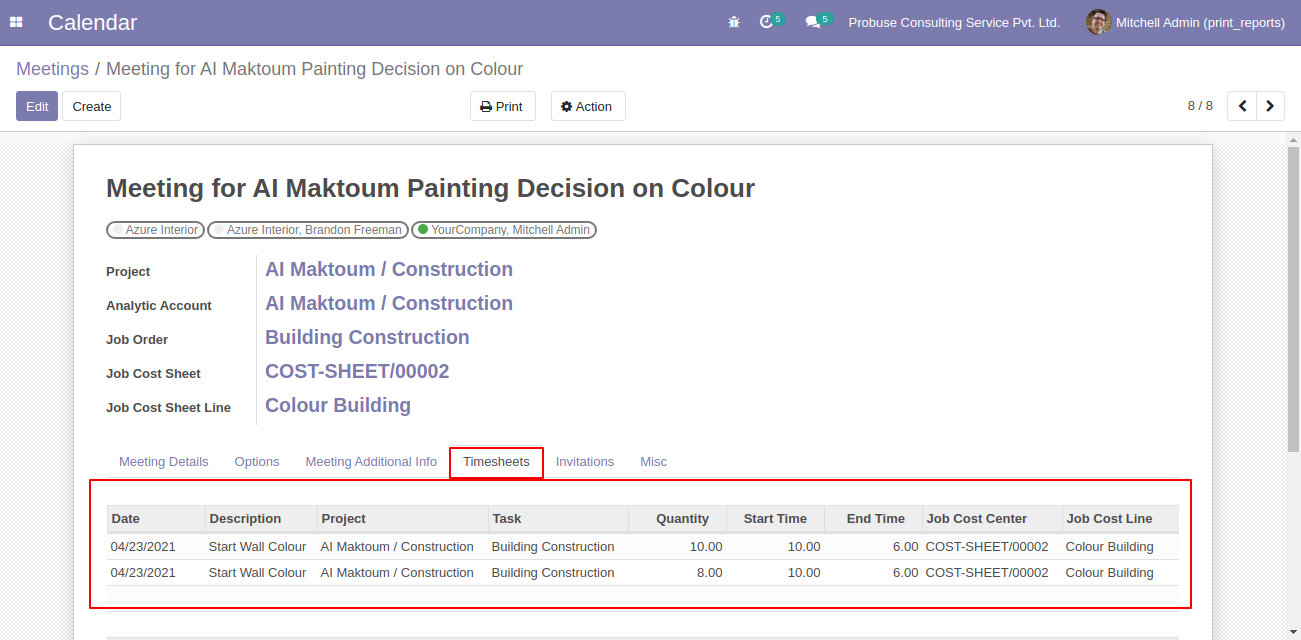 Calendar 5 5 Probuse Consulting Service Pvt. Ltd. Mitchell Admin (print_reports)
Meetings / Meeting for AI Maktoum Painting Decision on Colour
Edit Create Print Action 8 / 8
Meeting for AI Maktoum Painting Decision on Colour
Azure Interior Azure Interior, Brandon Freeman YourCompany, Mitchell Admin
Project AI Maktoum / Construction
Analytic Account AI Maktoum / Construction
Job Order Building Construction
Job Cost Sheet COST-SHEET/00002
Job Cost Sheet Line Colour Building
Meeting Details Options Meeting Additional Info Timesheets Invitations Misc
Date Description Project Task Quantity Start Time End Time Job Cost Center Job Cost Line
04/23/2021 Start Wall Colour AI Maktoum / Construction Building Construction 10.00 10.00 6.00 COST-SHEET/00002 Colour Building
04/23/2021 Start Wall Colour AI Maktoum / Construction Building Construction 8.00 10.00 6.00 COST-SHEET/00002 Colour Building